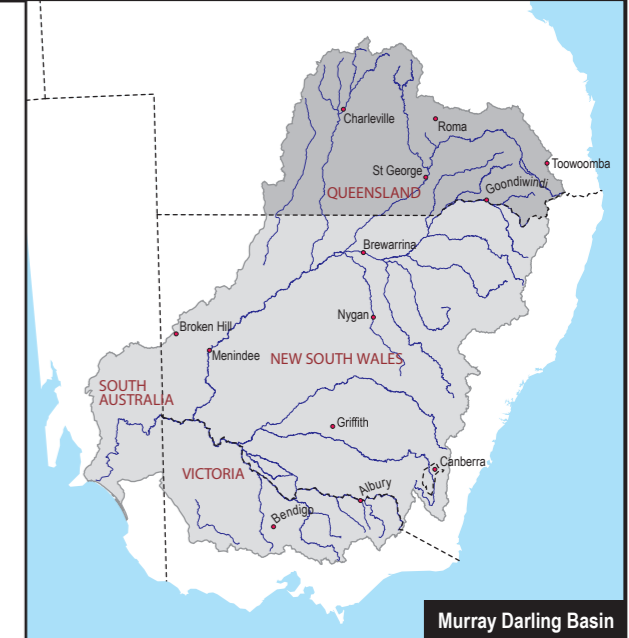 Charleville
Roma
St George
Toowoomba
QUEENSLAND
Goondiwindi
Brewarrina
Nygan
Broken Hill
Menindee
NEW SOUTH WALES
SOUTH
AUSTRALIA
Griffith
Canberra
VICTORIA
Albury
Bendigo
Murray Darling Basin